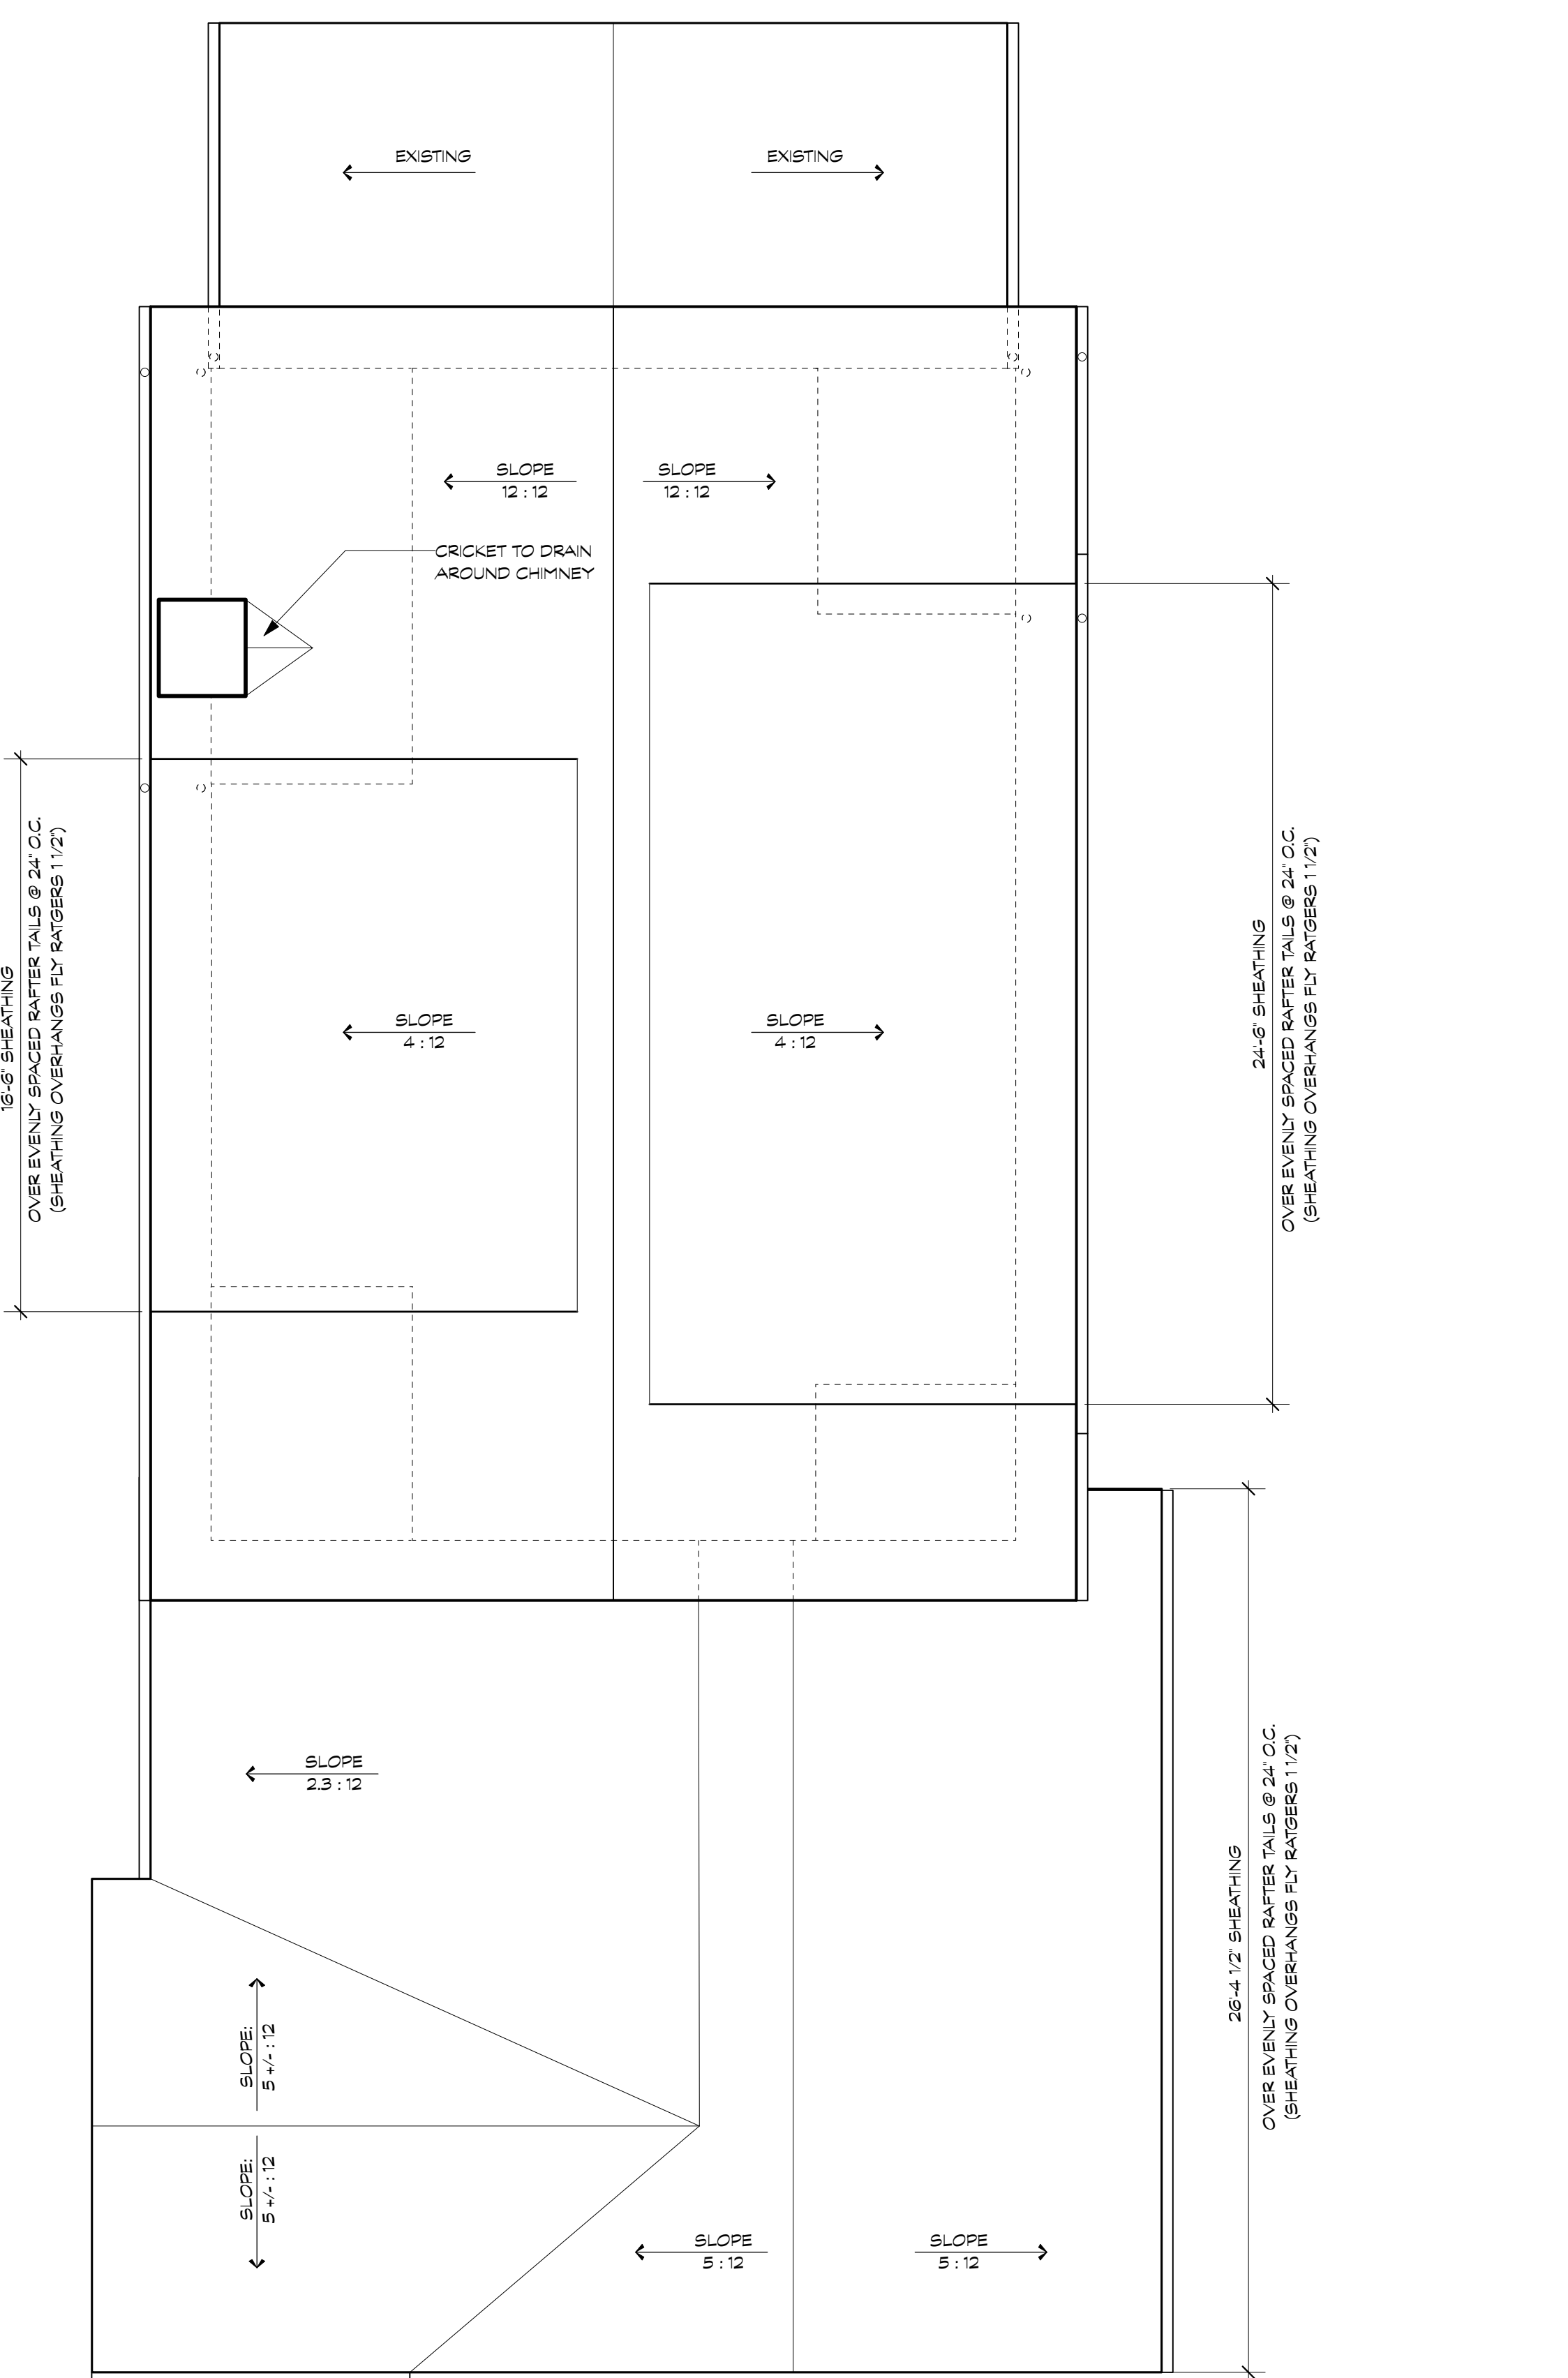 EXISTING
EXISTING
SLOPE
12 : 12
SLOPE
12 : 12
CRICKET TO DRAIN
AROUND CHIMNEY
16'-6" SHEATHING
OVER EVENLY SPACED RAFTER TAILS @ 24" O.C.
(SHEATHING OVERHANGS FLY RATGERS 1 1/2")
24'-6" SHEATHING
OVER EVENLY SPACED RAFTER TAILS @ 24" O.C.
(SHEATHING OVERHANGS FLY RATGERS 1 1/2")
SLOPE
4 : 12
SLOPE
4 : 12
SLOPE
2.3 : 12
26'-4 1/2" SHEATHING
OVER EVENLY SPACED RAFTER TAILS @ 24" O.C.
(SHEATHING OVERHANGS FLY RATGERS 1 1/2")
SLOPE:
5 +/- : 12
SLOPE:
5 +/- : 12
SLOPE
5 : 12
SLOPE
5 : 12